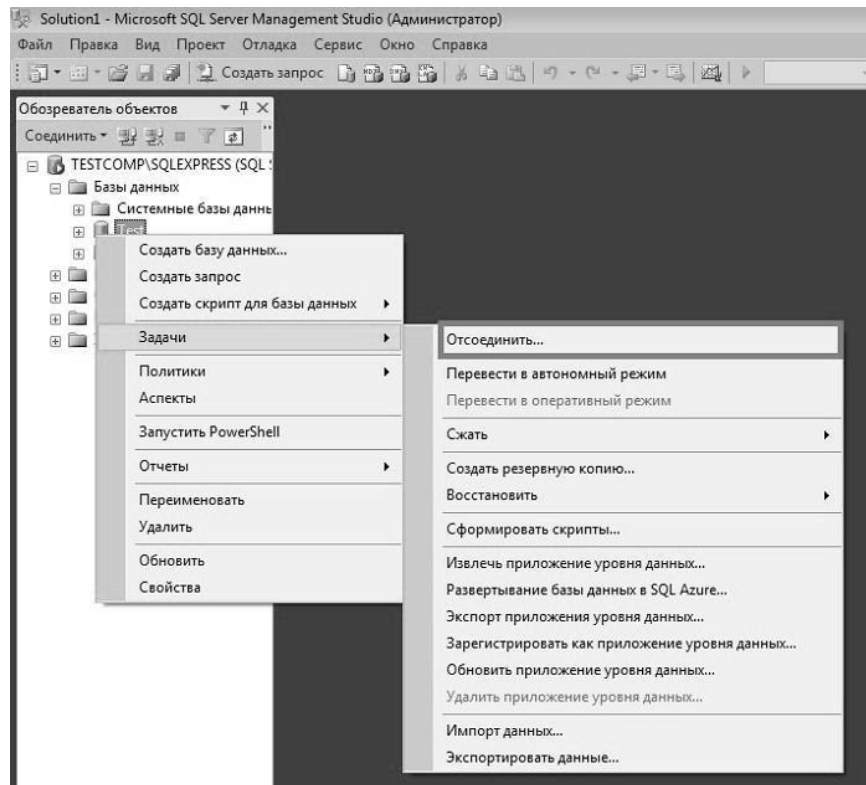 Solution1 - Microsoft SQL Server Management Studio (Администратор)
Файл Правка Вид Проект Отладка Сервис Окно Справка
Создать запрос
Обозреватель объектов
Соединить
TESTCOMP\SQLEXPRESS (SQL
Базы данных
Системные базы
Test
Создать базу данных...
Создать запрос
Создать скрипт для базы данных
Задачи
Политики
Аспекты
Запустить PowerShell
Отчеты
Переименовать
Удалить
Обновить
Свойства
Отсоединить...
Перевести в автономный режим
Перевести в оперативный режим
Сжать
Создать резервную копию...
Восстановить
Сформировать скрипты...
Извлечь приложение уровня данных...
Развертывание базы данных в SQL Azure...
Экспорт приложения уровня данных...
Зарегистрировать как приложение уровня данных...
Обновить приложение уровня данных...
Удалить приложение уровня данных...
Импорт данных...
Экспортировать данные...